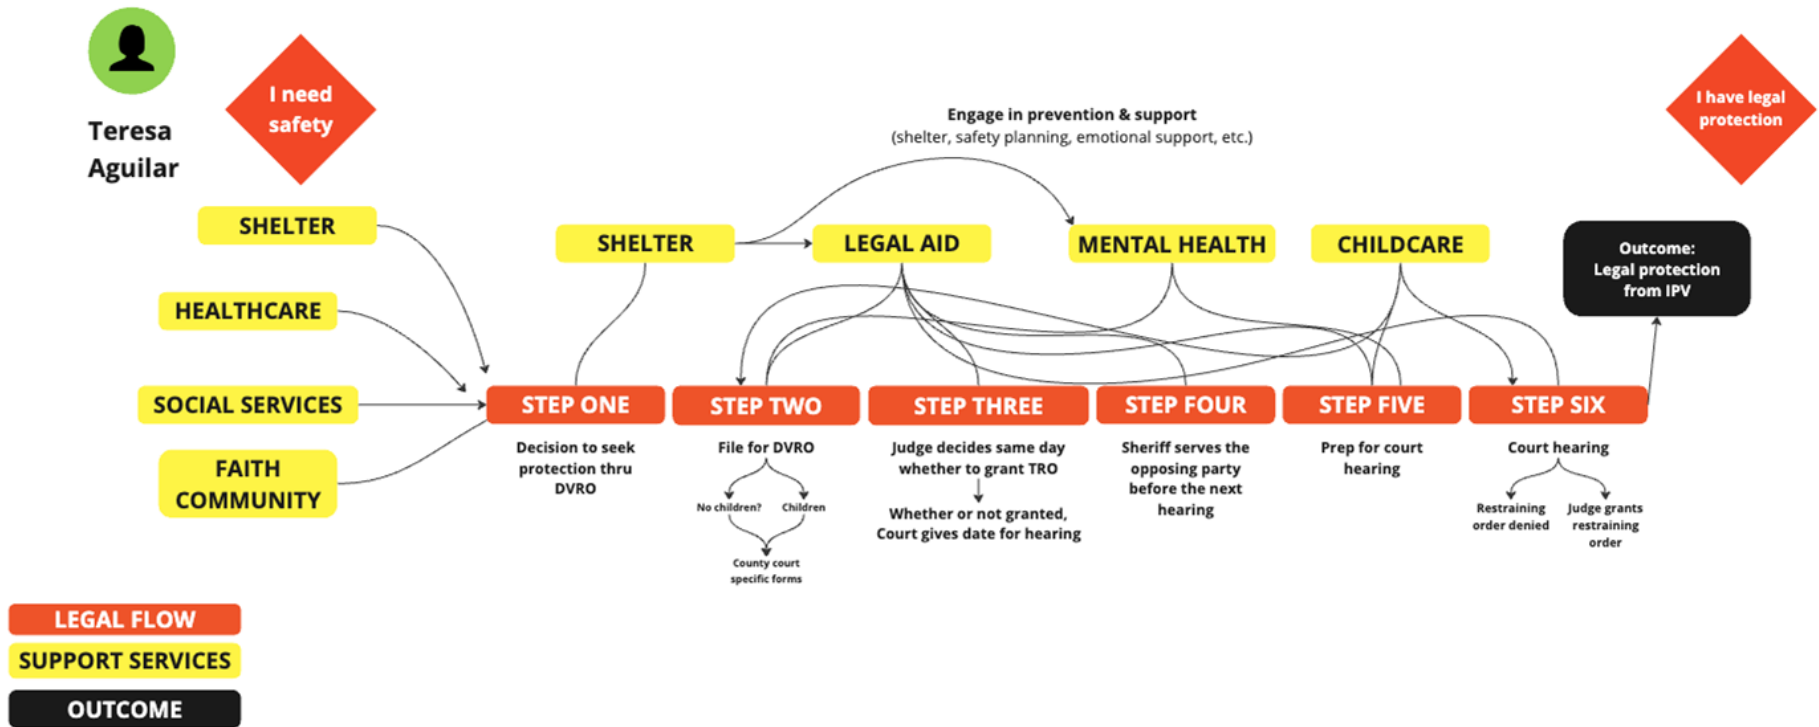 Teresa
Aguilar
I need
safety
I have legal
protection
Engage in prevention & support
(shelter, safety planning, emotional support, etc.)
SHELTER
HEALTHCARE
SOCIAL SERVICES
FAITH
COMMUNITY
SHELTER
LEGAL AID
MENTAL HEALTH
CHILDCARE
Outcome:
Legal protection
from IPV
STEP ONE
Decision to seek
protection thru
DVRO
STEP TWO
File for DVRO
No children?
Children
County court
specific forms
STEP THREE
Judge decides same day
whether to grant TRO
Whether or not granted,
Court gives date for hearing
STEP FOUR
Sheriff serves the
opposing party
before the next
hearing
STEP FIVE
Prep for court
hearing
STEP SIX
Court hearing
Restraining
order denied
Judge grants
restraining
order
LEGAL FLOW
SUPPORT SERVICES
OUTCOME